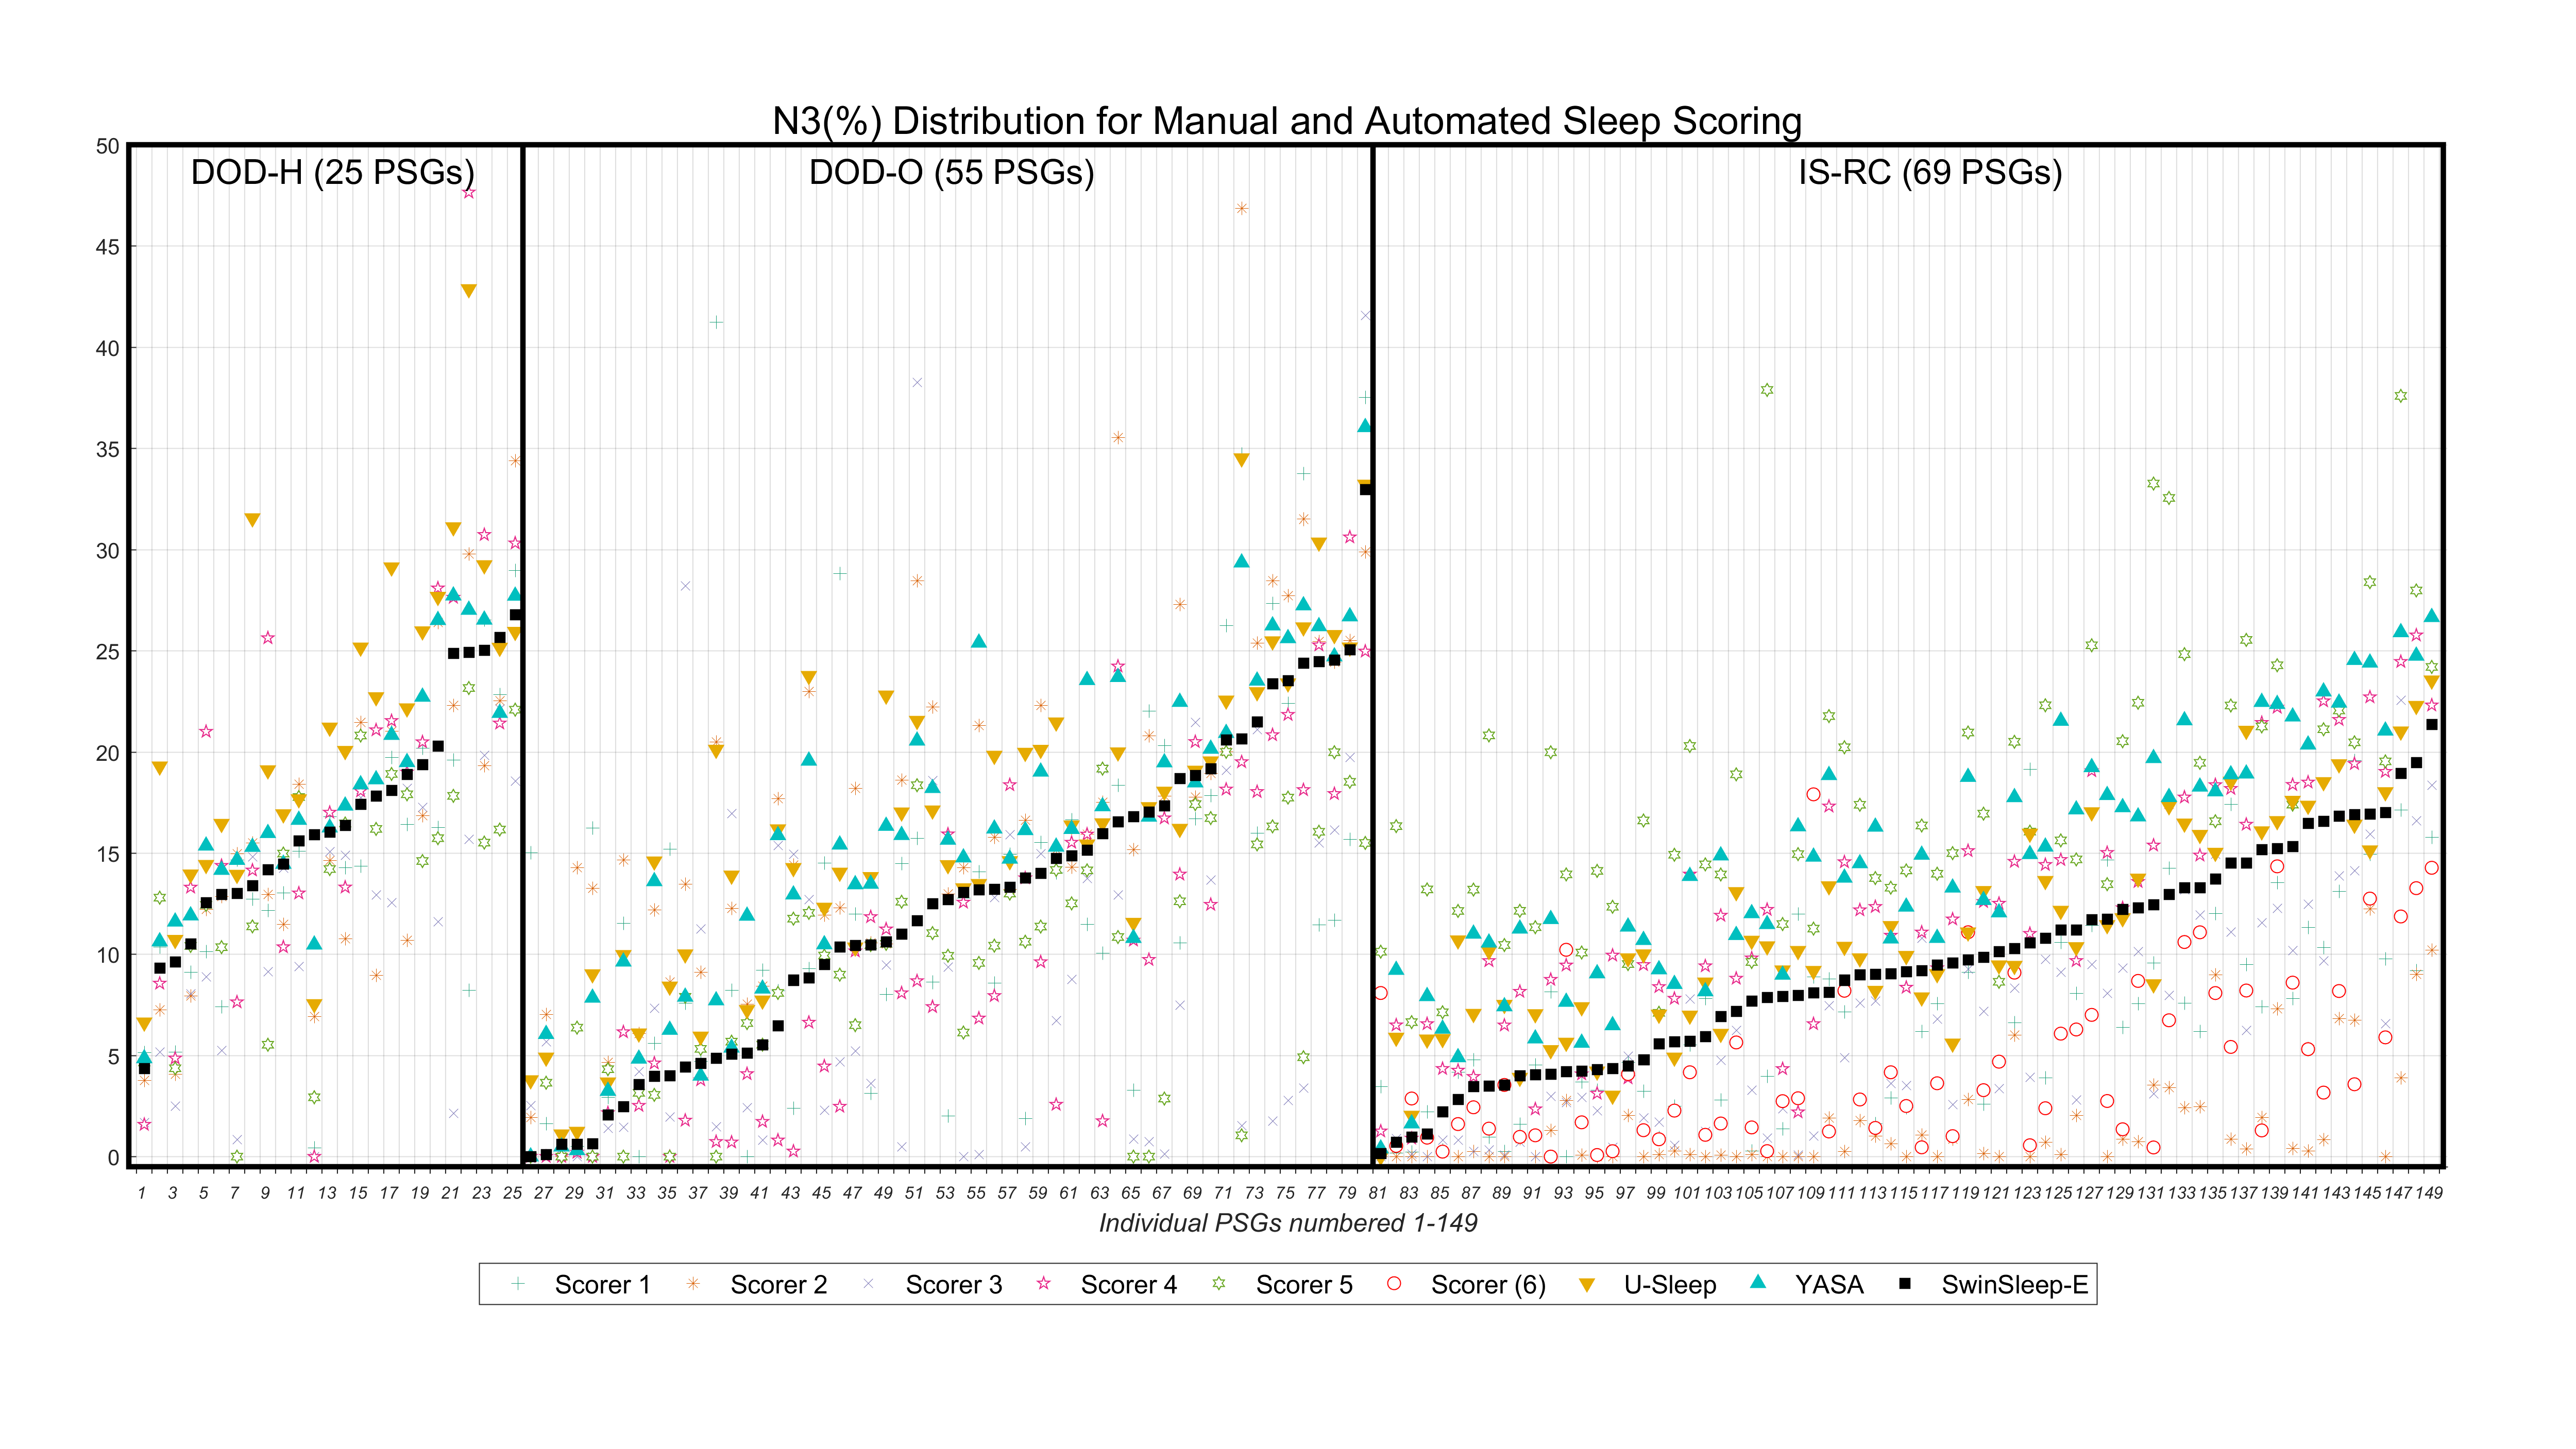 N3(%) Distribution for Manual and Automated Sleep Scoring
DOD-H (25 PSGs) DOD-O (55 PSGs) IS-RC (69 PSGs)
50
45
40
35
30
25
20
15
10
5
0
1 3 5 7 9 11 13 15 17 19 21 23 25 27 29 31 33 35 37 39 41 43 45 47 49 51 53 55 57 59 61 63 65 67 69 71 73 75 77 79 81 83 85 87 89 91 93 95 97 99 101 103 105 107 109 111 113 115 117 119 121 123 125 127 129 131 133 135 137 139 141 143 145 147 149
Individual PSGs numbered 1-149
Scorer 1 Scorer 2 Scorer 3 Scorer 4 Scorer 5 Scorer (6) U-Sleep YASA SwinSleep-E